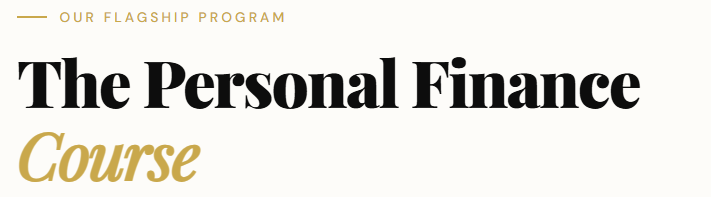 OUR FLAGSHIP PROGRAM
The Personal Finance
Course